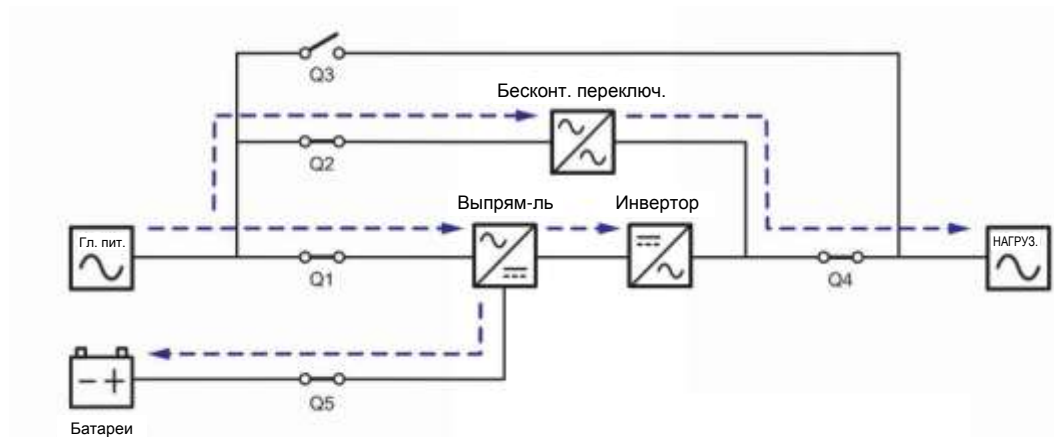 Q3
Бесконт. переключ.
Q2
Выпрям-ль
Инвертор
Гл. пит.
НАГРУЗ.
Q1
Q4
Q5
Батареи